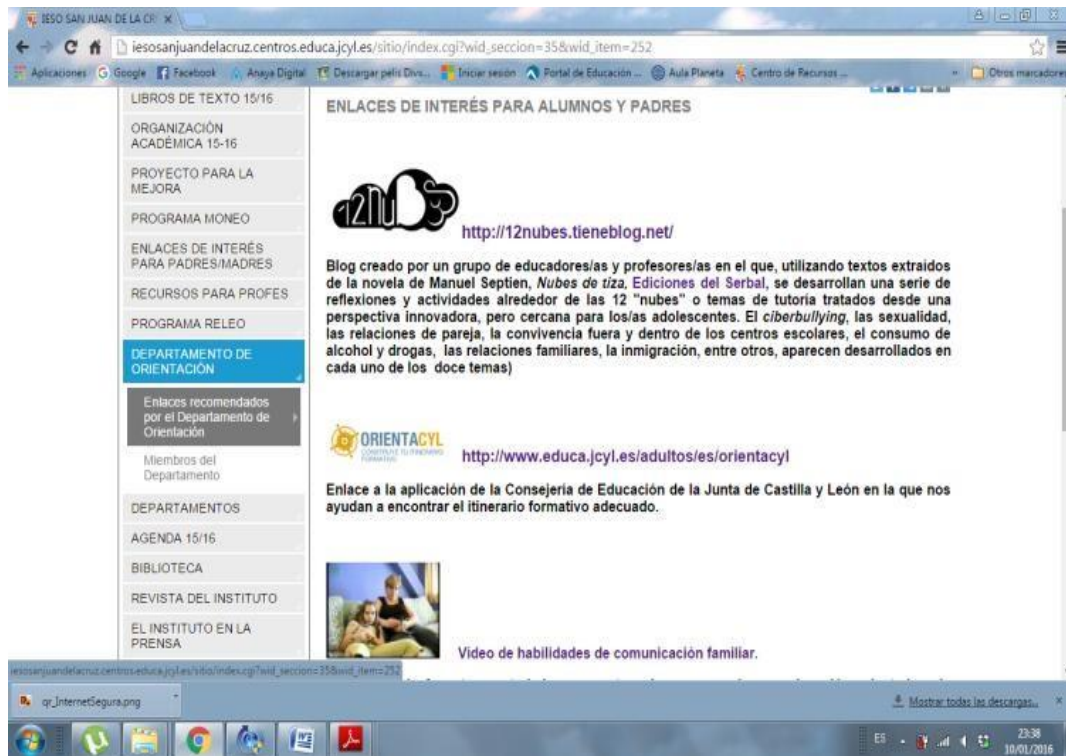 IESO SAN JUAN DE LA CR
iesosanjuandelacruz.centros.educa.jcyl.es/sitio/index.cgi?wid_seccion=35&wid_item=252
Aplicaciones
Google
Facebook
Anaya Digital
Descargar pelis Divx...
Iniciar sesión
Portal de Educación ...
Aula Planeta
Centro de Recursos ...
»
Otros marcadores
LIBROS DE TEXTO 15/16
ORGANIZACIÓN
ACADÉMICA 15-16
PROYECTO PARA LA
MEJORA
PROGRAMA MONEO
ENLACES DE INTERÉS
PARA PADRES/MADRES
RECURSOS PARA PROFES
PROGRAMA RELEO
DEPARTAMENTO DE
ORIENTACIÓN
Enlaces recomendados
por el Departamento de
Orientación
Miembros del
Departamento
DEPARTAMENTOS
AGENDA 15/16
BIBLIOTECA
REVISTA DEL INSTITUTO
EL INSTITUTO EN LA
PRENSA
ENLACES DE INTERÉS PARA ALUMNOS Y PADRES
12nubes
http://12nubes.tieneblog.net/
Blog creado por un grupo de educadores/as y profesores/as en el que, utilizando textos extraidos
de la novela de Manuel Septien, Nubes de tiza, Ediciones del Serbal, se desarrollan una serie de
reflexiones y actividades alrededor de las 12 "nubes" o temas de tutoría tratados desde una
perspectiva innovadora, pero cercana para los/as adolescentes. El ciberbullying, las sexualidad,
las relaciones de pareja, la convivencia fuera y dentro de los centros escolares, el consumo de
alcohol y drogas, las relaciones familiares, la inmigración, entre otros, aparecen desarrollados en
cada uno de los doce temas)
ORIENTACYL
CONSTRUYE TU ITINERARIO
FORMATIVO
http://www.educa.jcyl.es/adultos/es/orientacyl
Enlace a la aplicación de la Consejería de Educación de la Junta de Castilla y León en la que nos
ayudan a encontrar el itinerario formativo adecuado.
Video de habilidades de comunicación familiar.
iesosanjuandelacruz.centros.educa.jcyl.es/sitio/index.cgi?wid_seccion=35&wid_item=252
qr_InternetSegura.png
Mostrar todas las descargas...
ES
23:38
10/01/2016